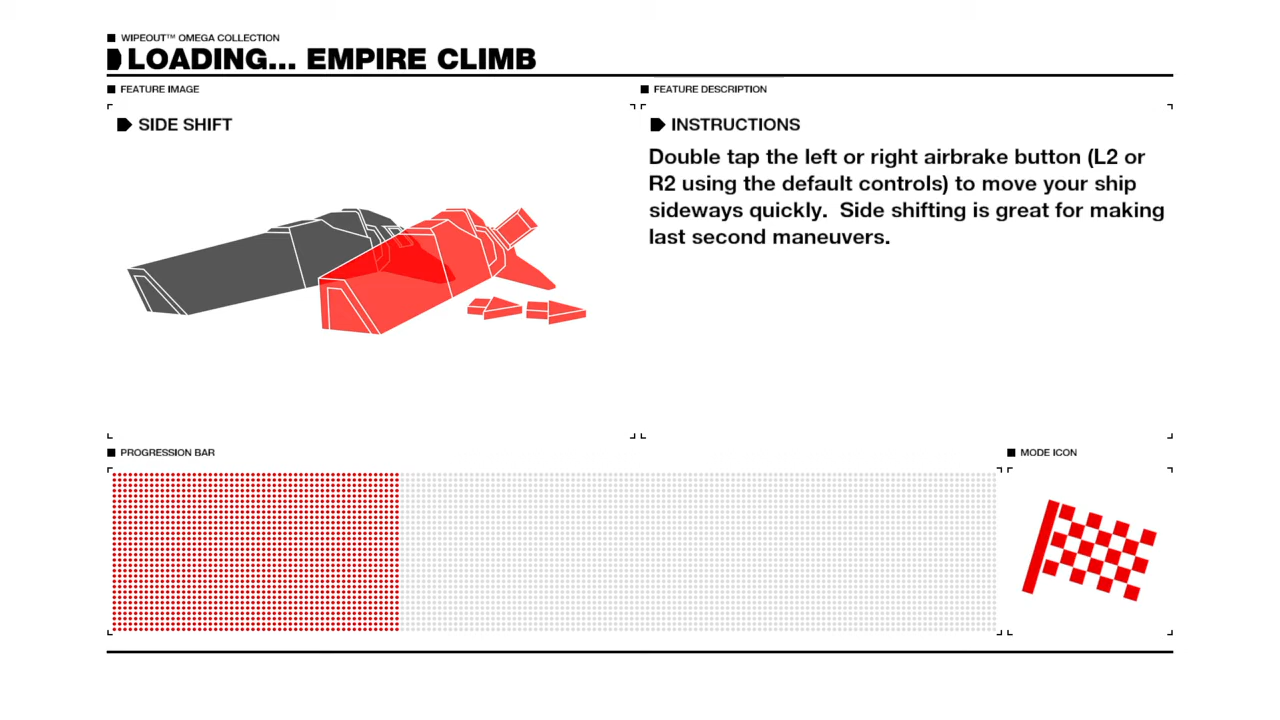 WIPEOUT™ OMEGA COLLECTION
LOADING... EMPIRE CLIMB
FEATURE IMAGE
SIDE SHIFT
FEATURE DESCRIPTION
INSTRUCTIONS
Double tap the left or right airbrake button (L2 or
R2 using the default controls) to move your ship
sideways quickly.  Side shifting is great for making
last second maneuvers.
PROGRESSION BAR
MODE ICON